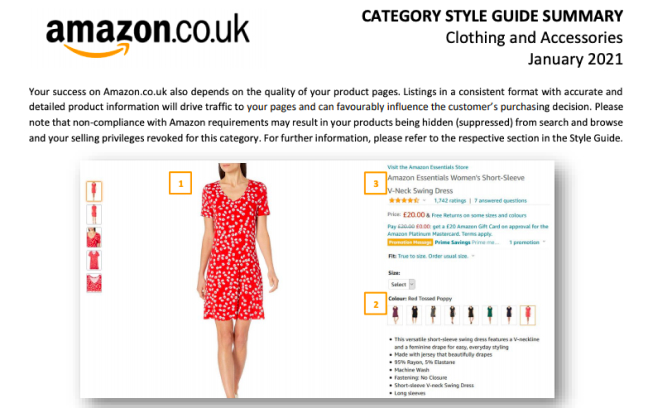 amazon.co.uk
CATEGORY STYLE GUIDE SUMMARY
Clothing and Accessories
January 2021
Your success on Amazon.co.uk also depends on the quality of your product pages. Listings in a consistent format with accurate and
detailed product information will drive traffic to your pages and can favourably influence the customer's purchasing decision. Please
note that non-compliance with Amazon requirements may result in your products being hidden (suppressed) from search and browse
and your selling privileges revoked for this category. For further information, please refer to the respective section in the Style Guide.
1
Visit the Amazon Essentials Store
3
Amazon Essentials Women's Short-Sleeve
V-Neck Swing Dress
1,742 ratings | 7 answered questions
Price: £20.00 & Free Returns on some sizes and colours
Pay £20.00 £0.00: get a £20 Amazon Gift Card on approval for the
Amazon Platinum Mastercard. Terms apply.
Promotion Message Prime Savings Prime me... 1 promotion
Fit: True to size. Order usual size.
Size:
Select
2
Colour: Red Tossed Poppy
• This versatile short-sleeve swing dress features a V-neckline
and a feminine drape for easy, everyday styling
• Made with jersey that beautifully drapes
• 95% Rayon, 5% Elastane
• Machine Wash
• Fastening: No Closure
• Short-sleeve V-neck Swing Dress
• Long sleeves